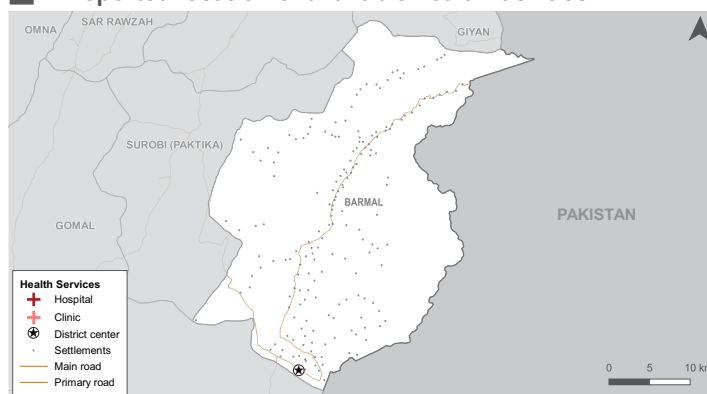 SAR RAWZAH
OMNA
GIYAN
SUROBI (PAKTIKA)
BARMAL
PAKISTAN
GOMAL
Health Services
Hospital
Clinic
District center
Settlements
Main road
Primary road
0 5 10 km